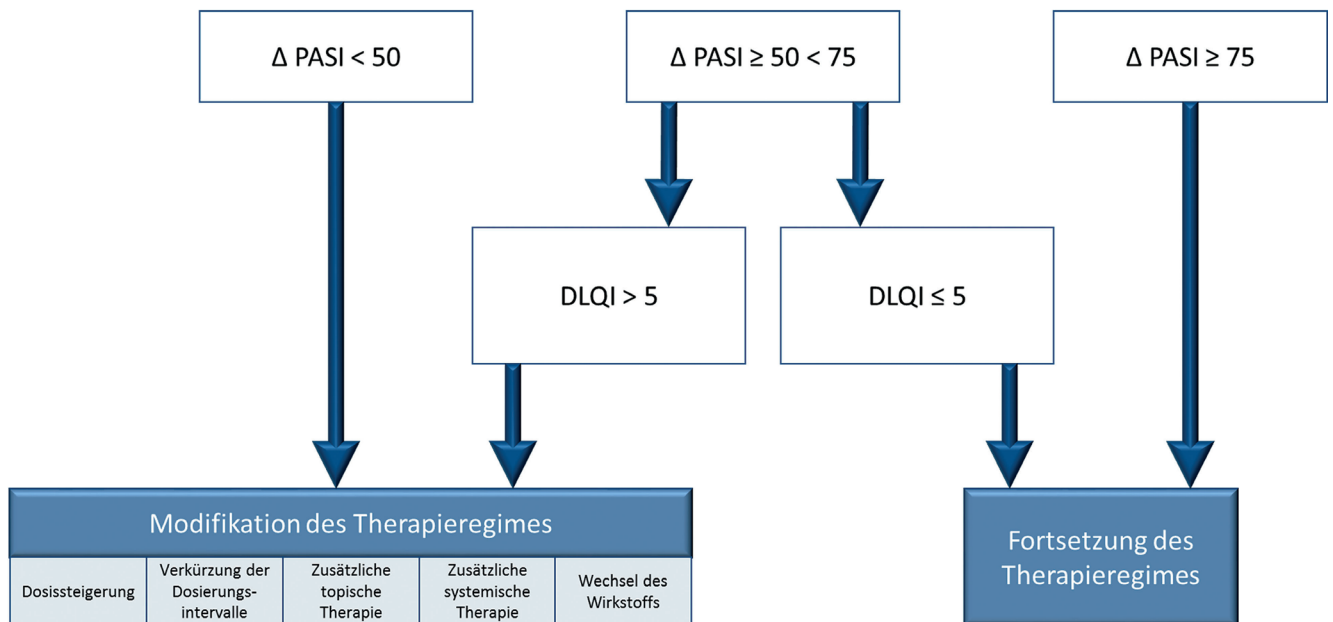 Δ PASI < 50
Δ PASI ≥ 50 < 75
Δ PASI ≥ 75
DLQI > 5
DLQI ≤ 5
Modifikation des Therapieregimes
Dosissteigerung
Verkürzung der
Dosierungs-
intervalle
Zusätzliche
topische
Therapie
Zusätzliche
systemische
Therapie
Wechsel des
Wirkstoffs
Fortsetzung des
Therapieregimes